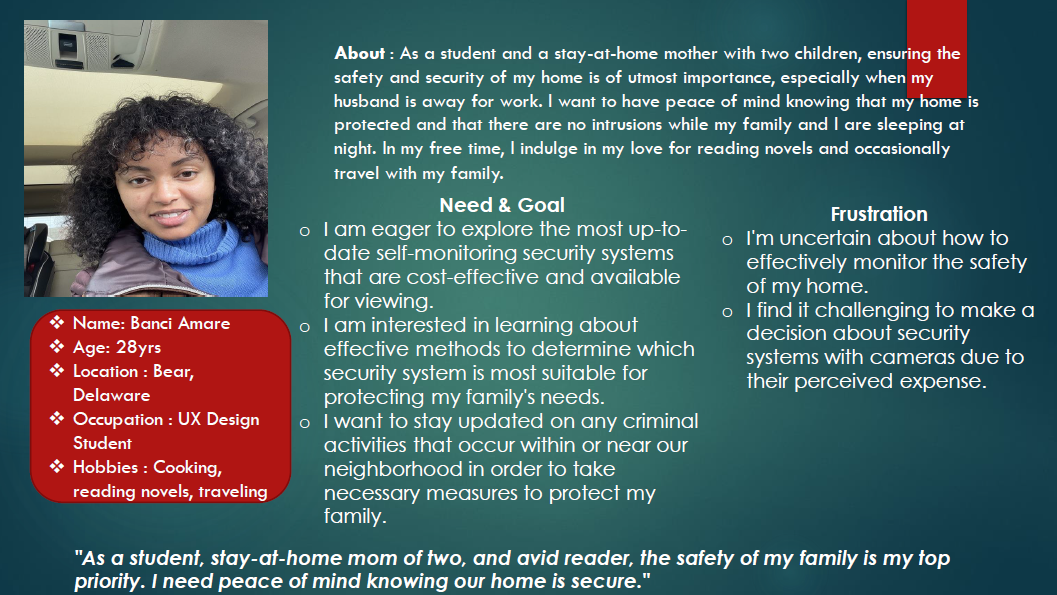 About : As a student and a stay-at-home mother with two children, ensuring the
safety and security of my home is of utmost importance, especially when my
husband is away for work. I want to have peace of mind knowing that my home is
protected and that there are no intrusions while my family and I are sleeping at
night. In my free time, I indulge in my love for reading novels and occasionally
travel with my family.
❖ Name: Banci Amare
❖ Age: 28yrs
❖ Location : Bear,
Delaware
❖ Occupation : UX Design
Student
❖ Hobbies : Cooking,
reading novels, traveling
Need & Goal
o I am eager to explore the most up-to-
date self-monitoring security systems
that are cost-effective and available
for viewing.
o I am interested in learning about
effective methods to determine which
security system is most suitable for
protecting my family's needs.
o I want to stay updated on any criminal
activities that occur within or near our
neighborhood in order to take
necessary measures to protect my
family.
Frustration
o I'm uncertain about how to
effectively monitor the safety
of my home.
o I find it challenging to make a
decision about security
systems with cameras due to
their perceived expense.
"As a student, stay-at-home mom of two, and avid reader, the safety of my family is my top
priority. I need peace of mind knowing our home is secure."